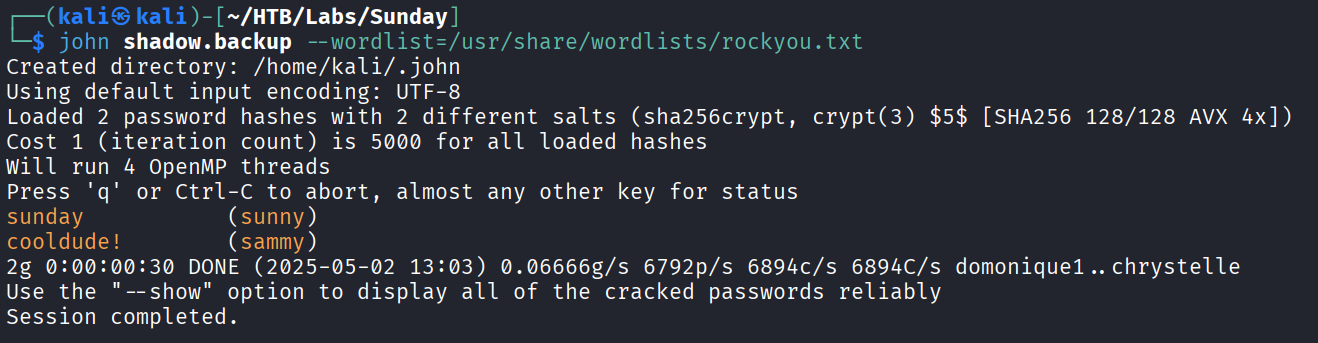 ┌──(kali㉿kali)-[~/HTB/Labs/Sunday]
└─$ john shadow.backup --wordlist=/usr/share/wordlists/rockyou.txt
Created directory: /home/kali/.john
Using default input encoding: UTF-8
Loaded 2 password hashes with 2 different salts (sha256crypt, crypt(3) $5$ [SHA256 128/128 AVX 4x])
Cost 1 (iteration count) is 5000 for all loaded hashes
Will run 4 OpenMP threads
Press 'q' or Ctrl-C to abort, almost any other key for status
sunday           (sunny)
cooldude!        (sammy)
2g 0:00:00:30 DONE (2025-05-02 13:03) 0.06666g/s 6792p/s 6894c/s 6894C/s domonique1..chrystelle
Use the "--show" option to display all of the cracked passwords reliably
Session completed.